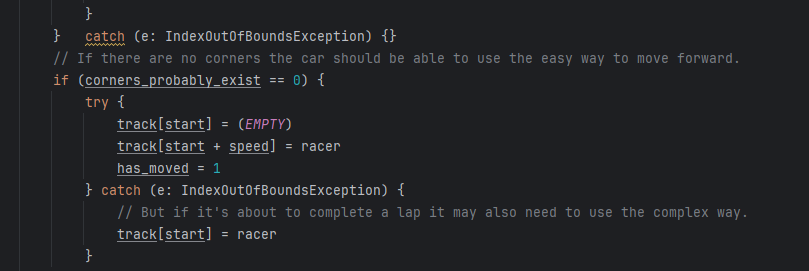 }
} catch (e: IndexOutOfBoundsException) {}
// If there are no corners the car should be able to use the easy way to move forward.
if (corners_probably_exist == 0) {
try {
track[start] = (EMPTY)
track[start + speed] = racer
has_moved = 1
} catch (e: IndexOutOfBoundsException) {
// But if it's about to complete a lap it may also need to use the complex way.
track[start] = racer
}